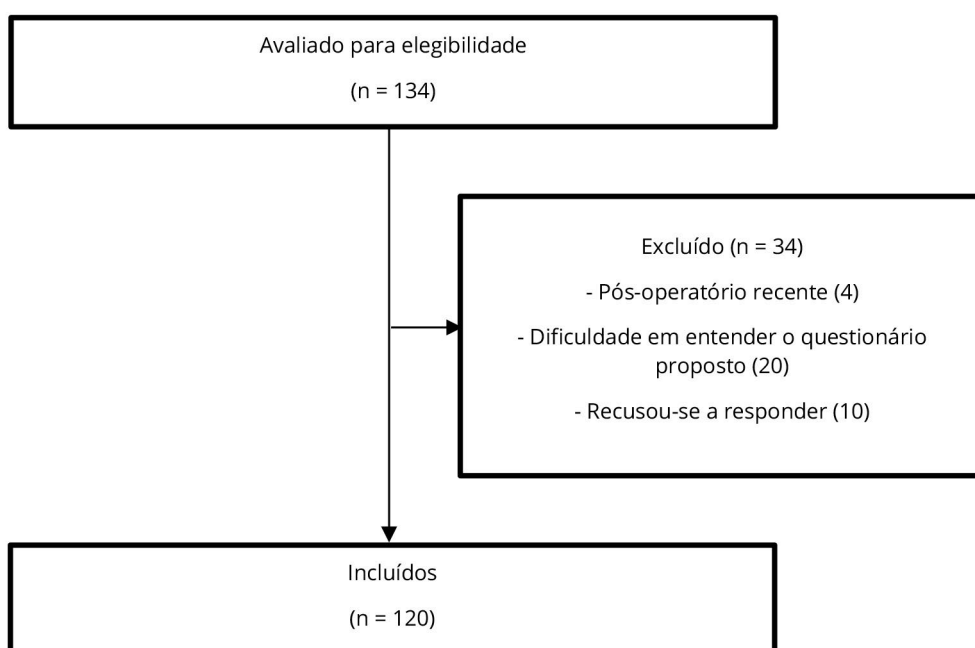 Avaliado para elegibilidade
(n = 134)
Excluído (n = 34)
- Pós-operatório recente (4)
- Dificuldade em entender o questionário
proposto (20)
- Recusou-se a responder (10)
Incluídos
(n = 120)